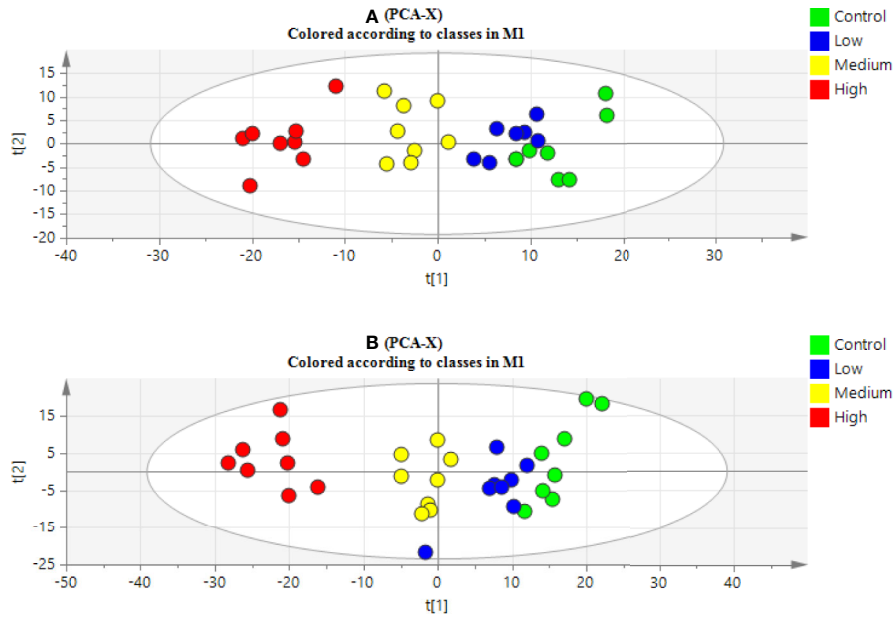 A (PCA-X)
Colored according to classes in M1
Control
Low
Medium
High
15
10
5
0
-5
-10
-15
-20
t[2]
-40 -30 -20 -10 0 10 20 30
t[1]
B (PCA-X)
Colored according to classes in M1
Control
Low
Medium
High
15
5
-5
-15
-25
t[2]
-50 -40 -30 -20 -10 0 10 20 30 40
t[1]